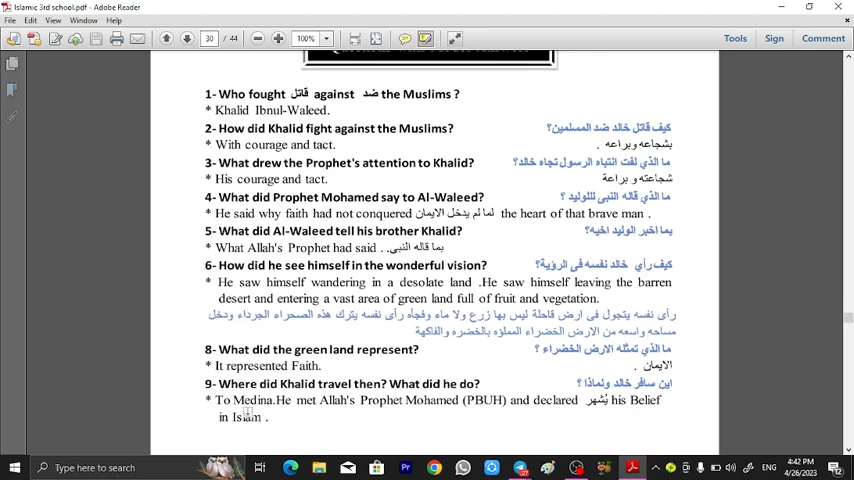 Islamic 3rd school.pdf - Adobe Reader
File Edit View Window Help
30 / 44 100% Tools Sign Comment
1- Who fought قاتل against ضد the Muslims ?
* Khalid Ibnul-Waleed.
2- How did Khalid fight against the Muslims? كيف قاتل خالد ضد المسلمين؟
* With courage and tact. بشجاعه وبراعه .
3- What drew the Prophet's attention to Khalid? ما الذي لفت انتباه الرسول تجاه خالد؟
* His courage and tact. شجاعته و براعة
4- What did Prophet Mohamed say to Al-Waleed? ما الذي قاله النبى لللوليد ؟
* He said why faith had not conquered لما لم يدخل الايمان the heart of that brave man .
5- What did Al-Waleed tell his brother Khalid? بما اخبر الوليد اخيه؟
* What Allah's Prophet had said . بما قاله النبى.
6- How did he see himself in the wonderful vision? كيف رأي خالد نفسه فى الرؤية؟
* He saw himself wandering in a desolate land .He saw himself leaving the barren
desert and entering a vast area of green land full of fruit and vegetation.
رأى نفسه يتجول فى ارض قاحلة ليس بها زرع ولا ماء وفجأه رأى نفسه يترك هذه الصحراء الجرداء ودخل
مساحه واسعه من الارض الخضراء المملؤه بالخضره والفاكهة
8- What did the green land represent? ما الذي تمثله الارض الخضراء ؟
* It represented Faith. الايمان .
9- Where did Khalid travel then? What did he do? اين سافر خالد ولماذا ؟
* To Medina.He met Allah's Prophet Mohamed (PBUH) and declared يُشهر his Belief
in Islam .
Type here to search
ENG
4:42 PM
4/26/2023
12